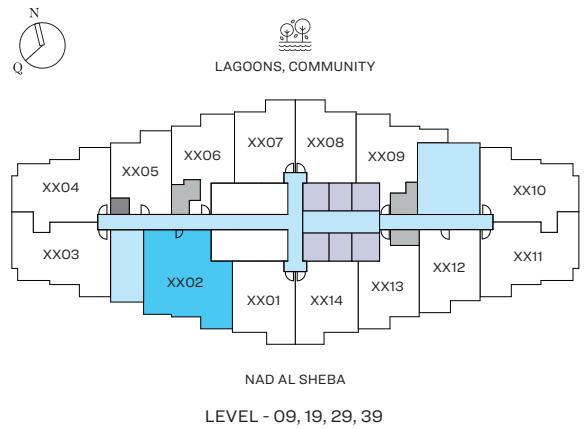 N
Q
LAGOONS, COMMUNITY
XX07
XX08
XX06
XX09
XX05
XX04
XX10
XX03
XX11
XX02
XX12
XX01
XX14
XX13
NAD AL SHEBA
LEVEL - 09, 19, 29, 39